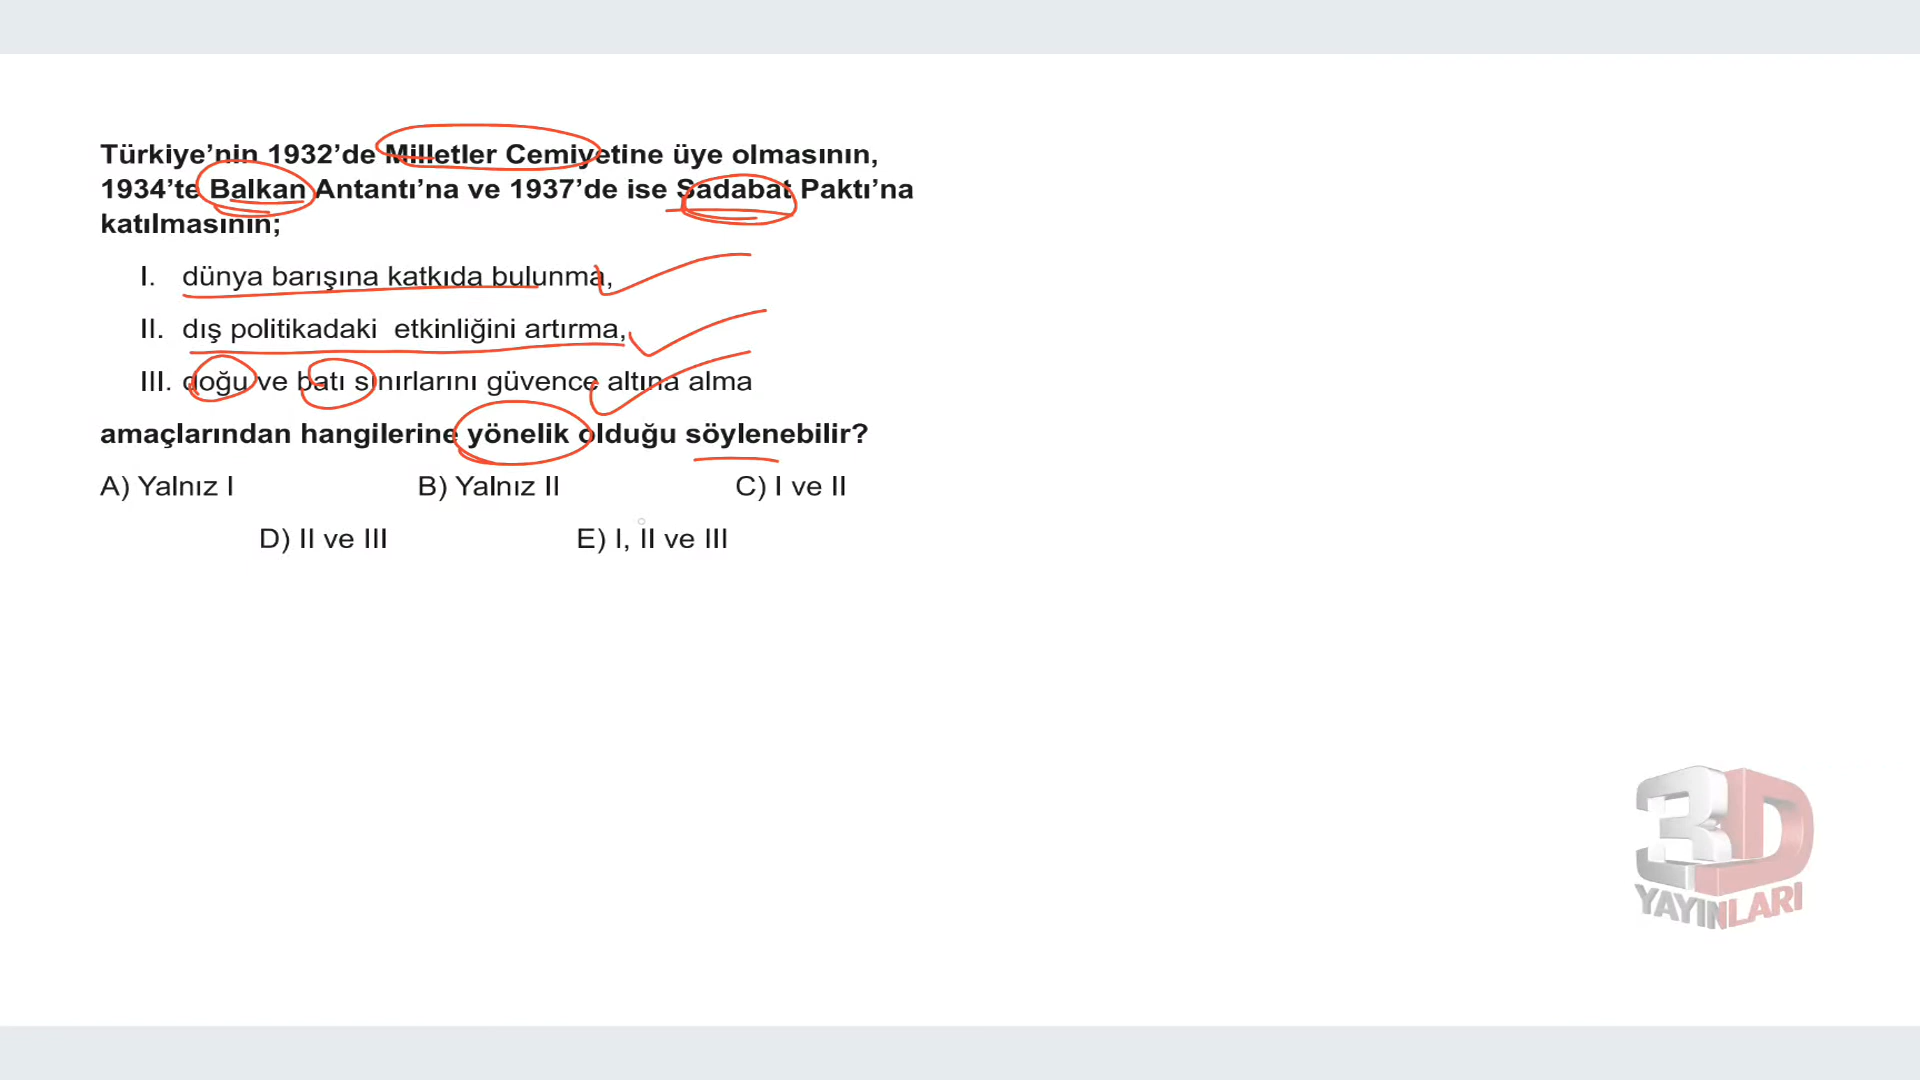 Türkiye’nin 1932’de Milletler Cemiyetine üye olmasının,
1934’te Balkan Antantı’na ve 1937’de ise Sadabat Paktı’na
katılmasının;
I. dünya barışına katkıda bulunma,
II. dış politikadaki etkinliğini artırma,
III. doğu ve batı sınırlarını güvence altına alma
amaçlarından hangilerine yönelik olduğu söylenebilir?
A) Yalnız I B) Yalnız II C) I ve II
D) II ve III E) I, II ve III
3D
YAYINLARI